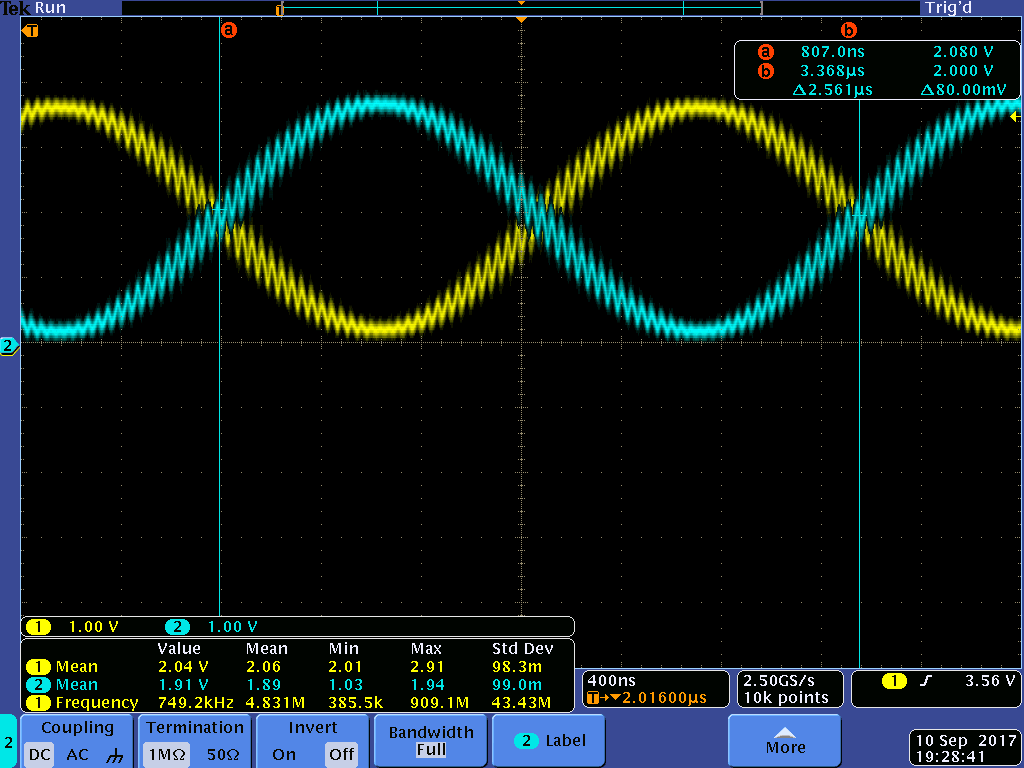 Tek Run Trig'd
T
T a b
a 807.0ns 2.080 V
b 3.368µs 2.000 V
Δ2.561µs Δ80.00mV
2
1 1.00 V 2 1.00 V
Value Mean Min Max Std Dev
1 Mean 2.04 V 2.06 2.01 2.91 98.3m
2 Mean 1.91 V 1.89 1.03 1.94 99.0m
1 Frequency 749.2kHz 4.831M 385.5k 909.1M 43.43M
400ns
T→▼2.01600µs
2.50GS/s
10k points
1 3.56 V
2
Coupling
DC AC
Termination
1MΩ 50Ω
Invert
On Off
Bandwidth
Full
2 Label
More
10 Sep 2017
19:28:41